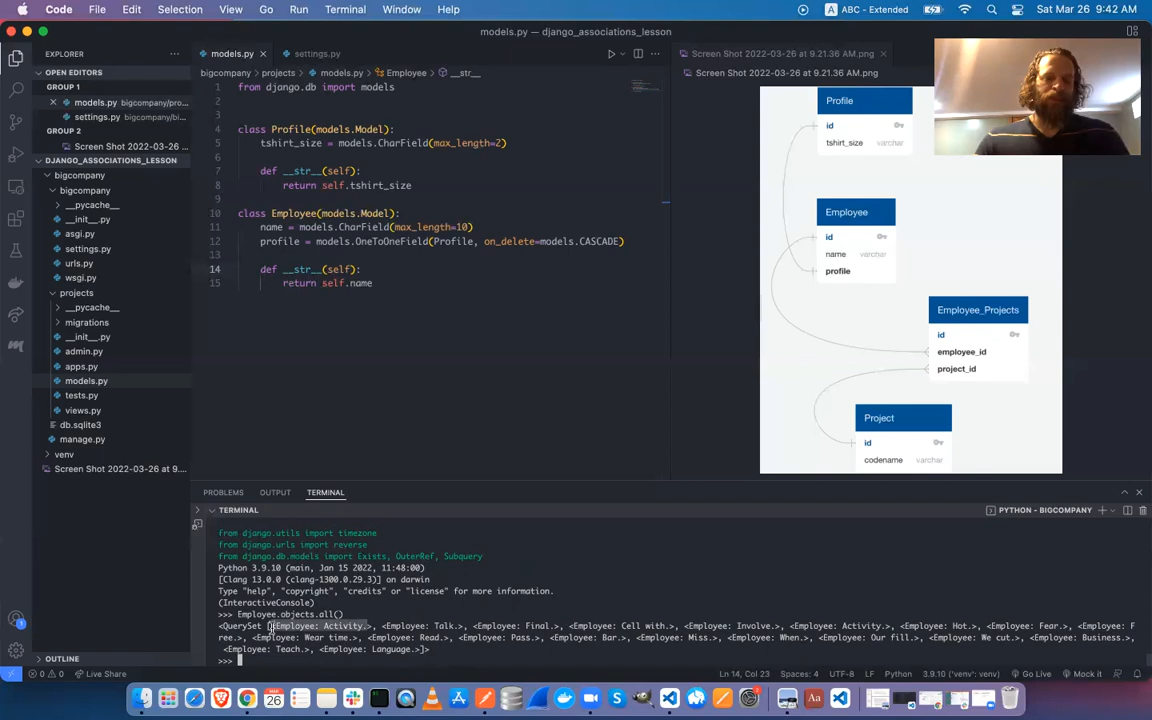 Code File Edit Selection View Go Run Terminal Window Help
ABC - Extended
Sat Mar 26 9:42 AM
models.py — django_associations_lesson
EXPLORER
OPEN EDITORS
GROUP 1
models.py bigcompany/pro...
settings.py bigcompany/bi...
GROUP 2
Screen Shot 2022-03-26 ...
DJANGO_ASSOCIATIONS_LESSON
bigcompany
bigcompany
__pycache__
__init__.py
asgi.py
settings.py
urls.py
wsgi.py
projects
__pycache__
migrations
__init__.py
admin.py
apps.py
models.py
tests.py
views.py
db.sqlite3
manage.py
venv
Screen Shot 2022-03-26 at 9....
OUTLINE
models.py
settings.py
bigcompany > projects > models.py > Employee > __str__
1 from django.db import models
2
3
4 class Profile(models.Model):
5 tshirt_size = models.CharField(max_length=2)
6
7 def __str__(self):
8 return self.tshirt_size
9
10 class Employee(models.Model):
11 name = models.CharField(max_length=10)
12 profile = models.OneToOneField(Profile, on_delete=models.CASCADE)
13
14 def __str__(self):
15 return self.name
Screen Shot 2022-03-26 at 9.21.36 AM.png
Screen Shot 2022-03-26 at 9.21.36 AM.png
Profile
id
tshirt_size varchar
Employee
id
name varchar
profile
Employee_Projects
id
employee_id
project_id
Project
id
codename varchar
PROBLEMS OUTPUT TERMINAL
TERMINAL
PYTHON - BIGCOMPANY
from django.utils import timezone
from django.urls import reverse
from django.db.models import Exists, OuterRef, Subquery
Python 3.9.10 (main, Jan 15 2022, 11:48:00)
[Clang 13.0.0 (clang-1300.0.29.3)] on darwin
Type "help", "copyright", "credits" or "license" for more information.
(InteractiveConsole)
>>> Employee.objects.all()
<QuerySet [<Employee: Activity.>, <Employee: Talk.>, <Employee: Final.>, <Employee: Cell with.>, <Employee: Involve.>, <Employee: Activity.>, <Employee: Hot.>, <Employee: Fear.>, <Employee: F
ree.>, <Employee: Wear time.>, <Employee: Read.>, <Employee: Pass.>, <Employee: Bar.>, <Employee: Miss.>, <Employee: When.>, <Employee: Our fill.>, <Employee: We cut.>, <Employee: Business.>,
<Employee: Teach.>, <Employee: Language.>]>
>>>
0 0 Live Share
Ln 14, Col 23 Spaces: 4 UTF-8 LF Python 3.9.10 ('venv': venv) Go Live Mock it